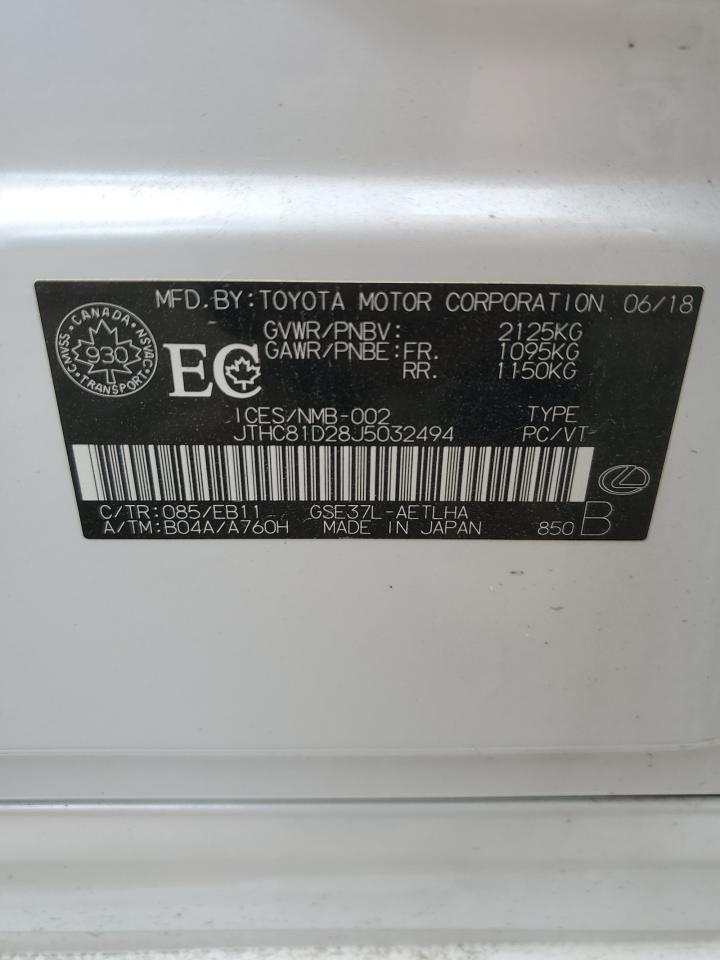 MFD.BY:TOYOTA MOTOR CORPORATION 06/18
CANADA
CMVSS 930 NSVAC
TRANSPORT
EC
GVWR/PNBV: 2125KG
GAWR/PNBE:FR. 1095KG
RR. 1150KG
ICES/NMB-002 TYPE
JTHC81D28J5032494 PC/VT
C/TR:085/EB11 GSE37L-AETLHA
A/TM:B04A/A760H MADE IN JAPAN 850 B